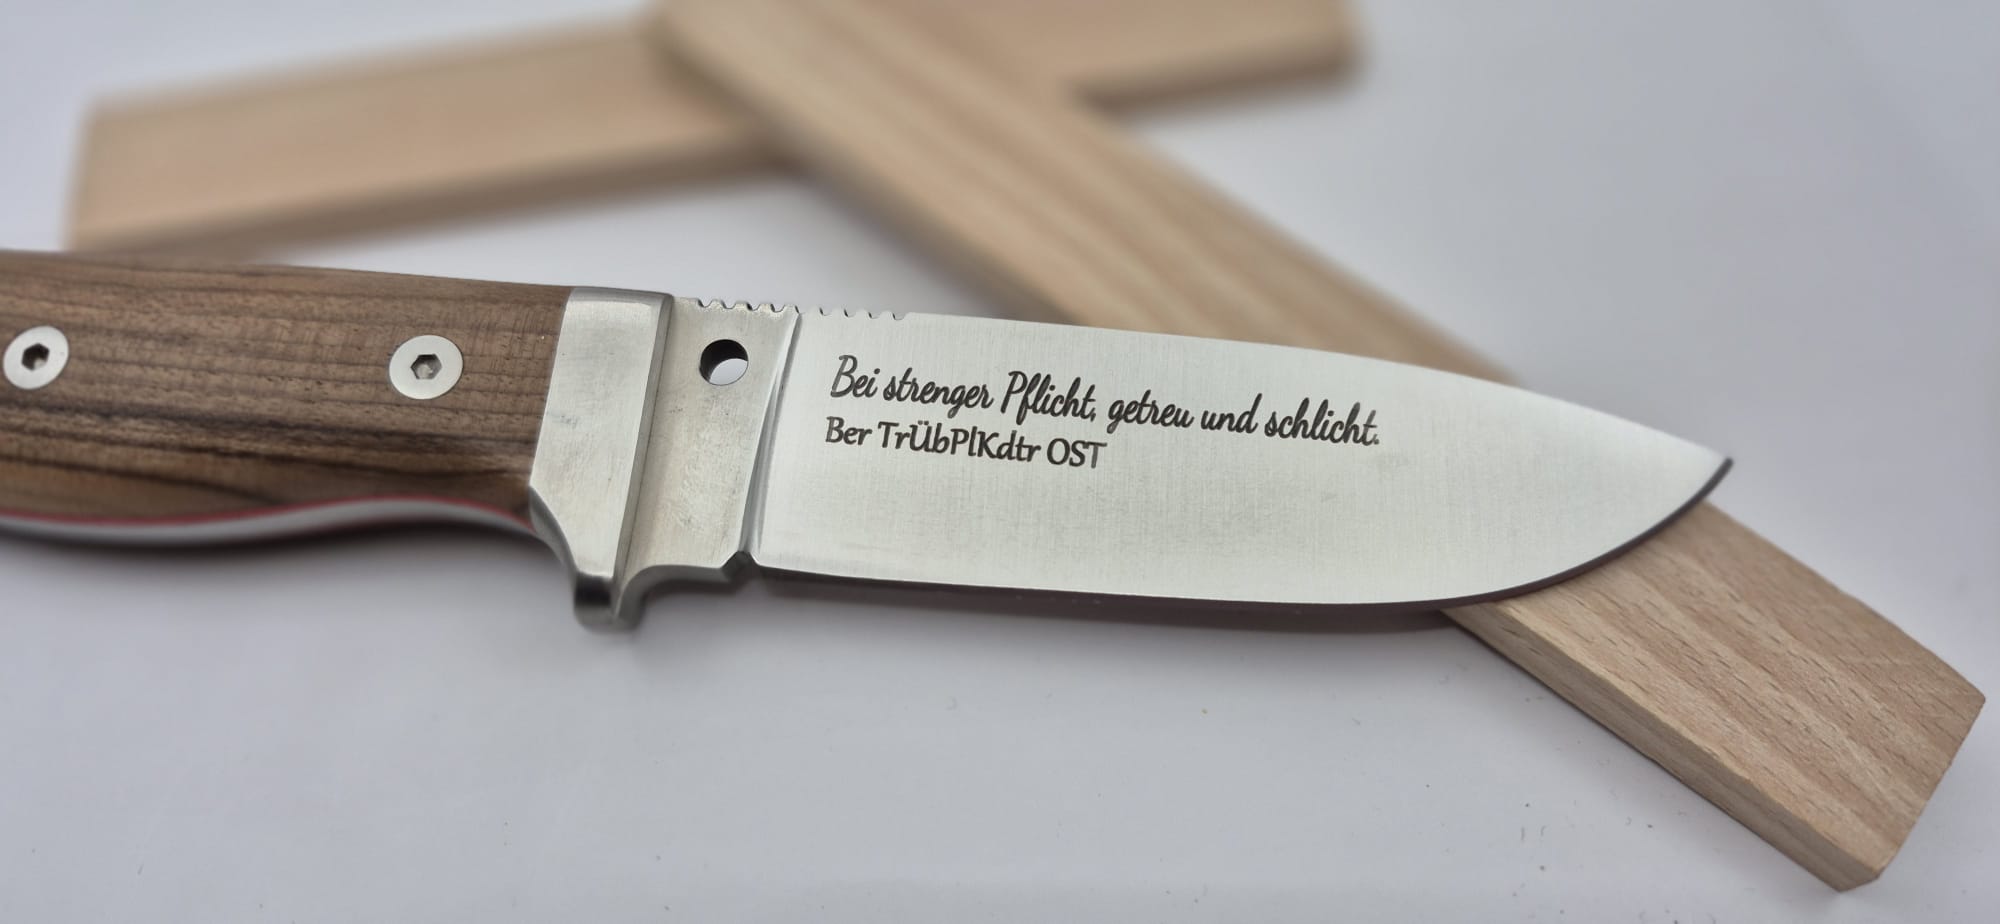 Bei strenger Pflicht, getreu und schlicht.
Ber TrÜbPlKdtr OST